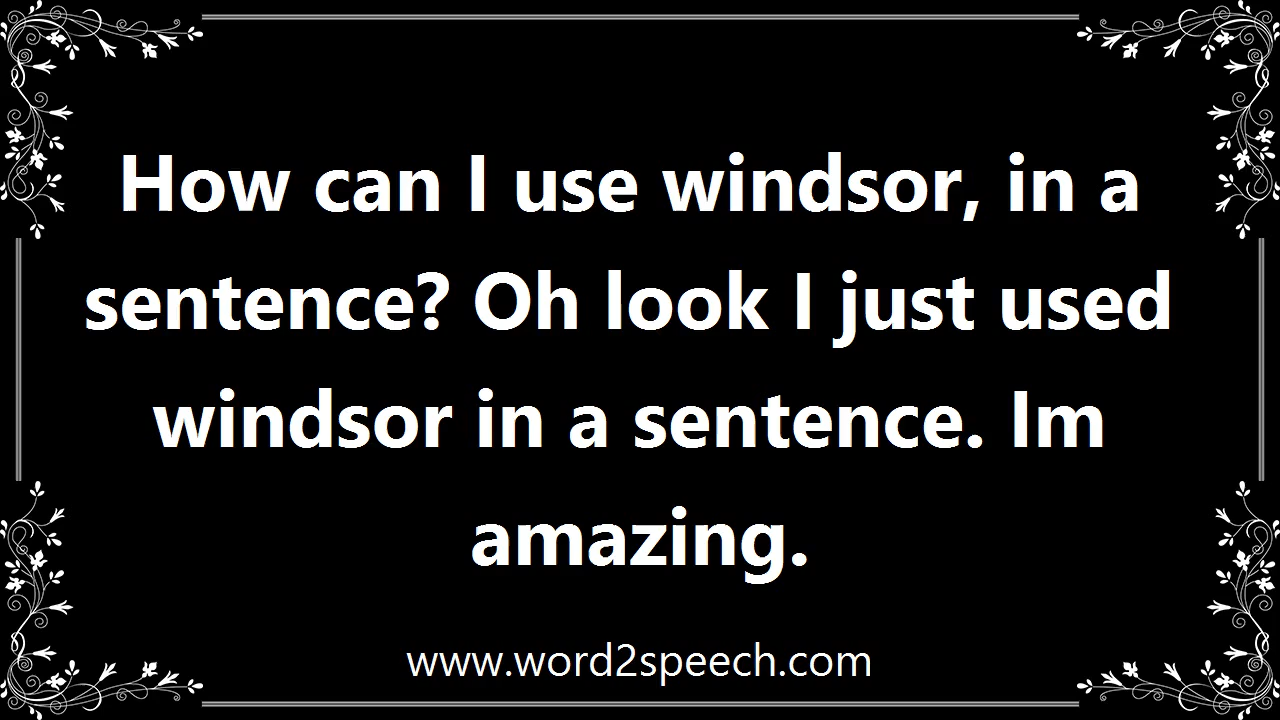 How can I use windsor, in a
sentence? Oh look I just used
windsor in a sentence. Im
amazing.
www.word2speech.com